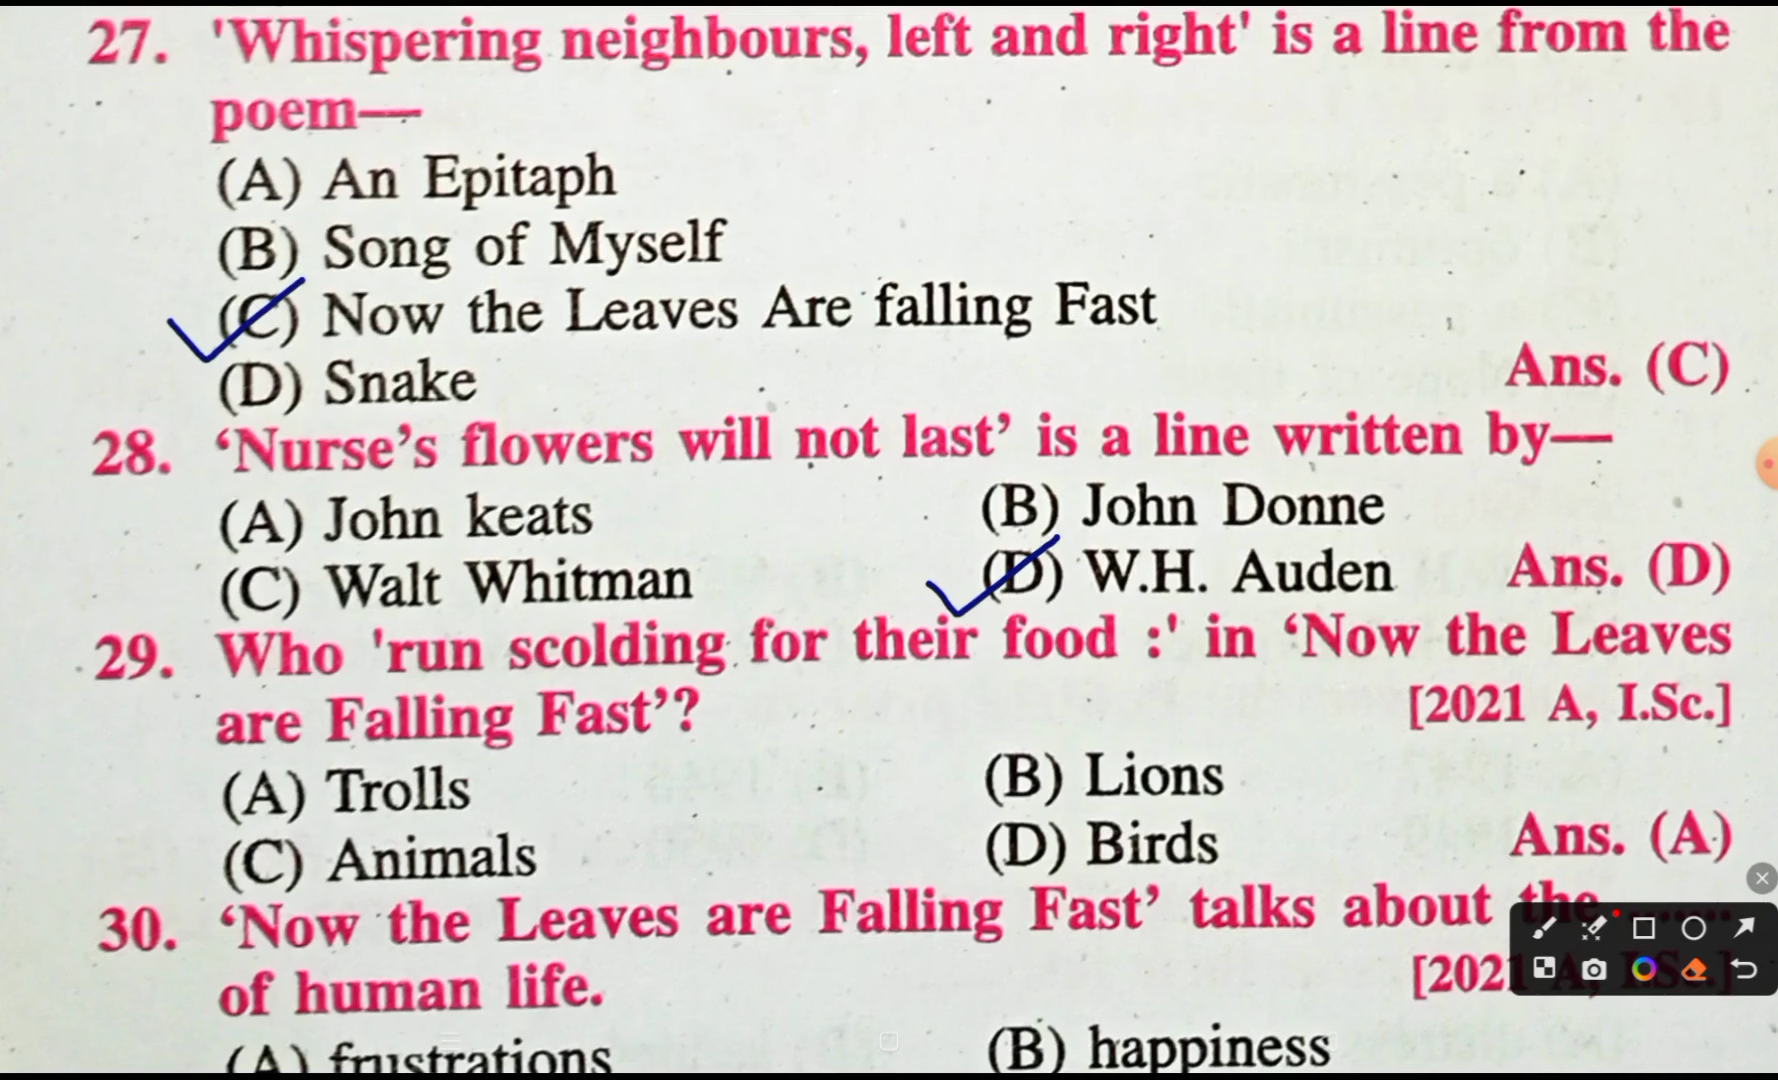 27. 'Whispering neighbours, left and right' is a line from the
poem—
(A) An Epitaph
(B) Song of Myself
(C) Now the Leaves Are falling Fast
(D) Snake Ans. (C)
28. ‘Nurse’s flowers will not last’ is a line written by—
(A) John keats (B) John Donne
(C) Walt Whitman (D) W.H. Auden Ans. (D)
29. Who 'run scolding for their food :' in ‘Now the Leaves
are Falling Fast’? [2021 A, I.Sc.]
(A) Trolls (B) Lions
(C) Animals (D) Birds Ans. (A)
30. ‘Now the Leaves are Falling Fast’ talks about the ......
of human life. [2021 A, I.Sc.]
(A) frustrations (B) happiness